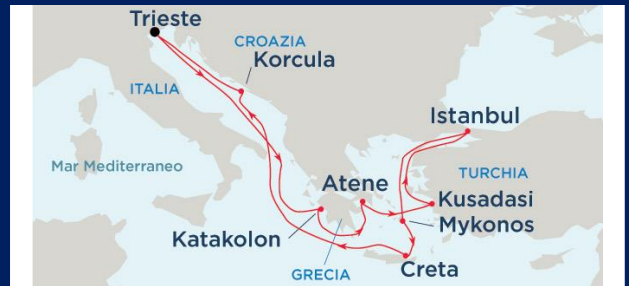 Trieste
CROAZIA
Korcula
ITALIA
Istanbul
Mar Mediterraneo
Atene
TURCHIA
Kusadasi
Mykonos
Katakolon
GRECIA
Creta